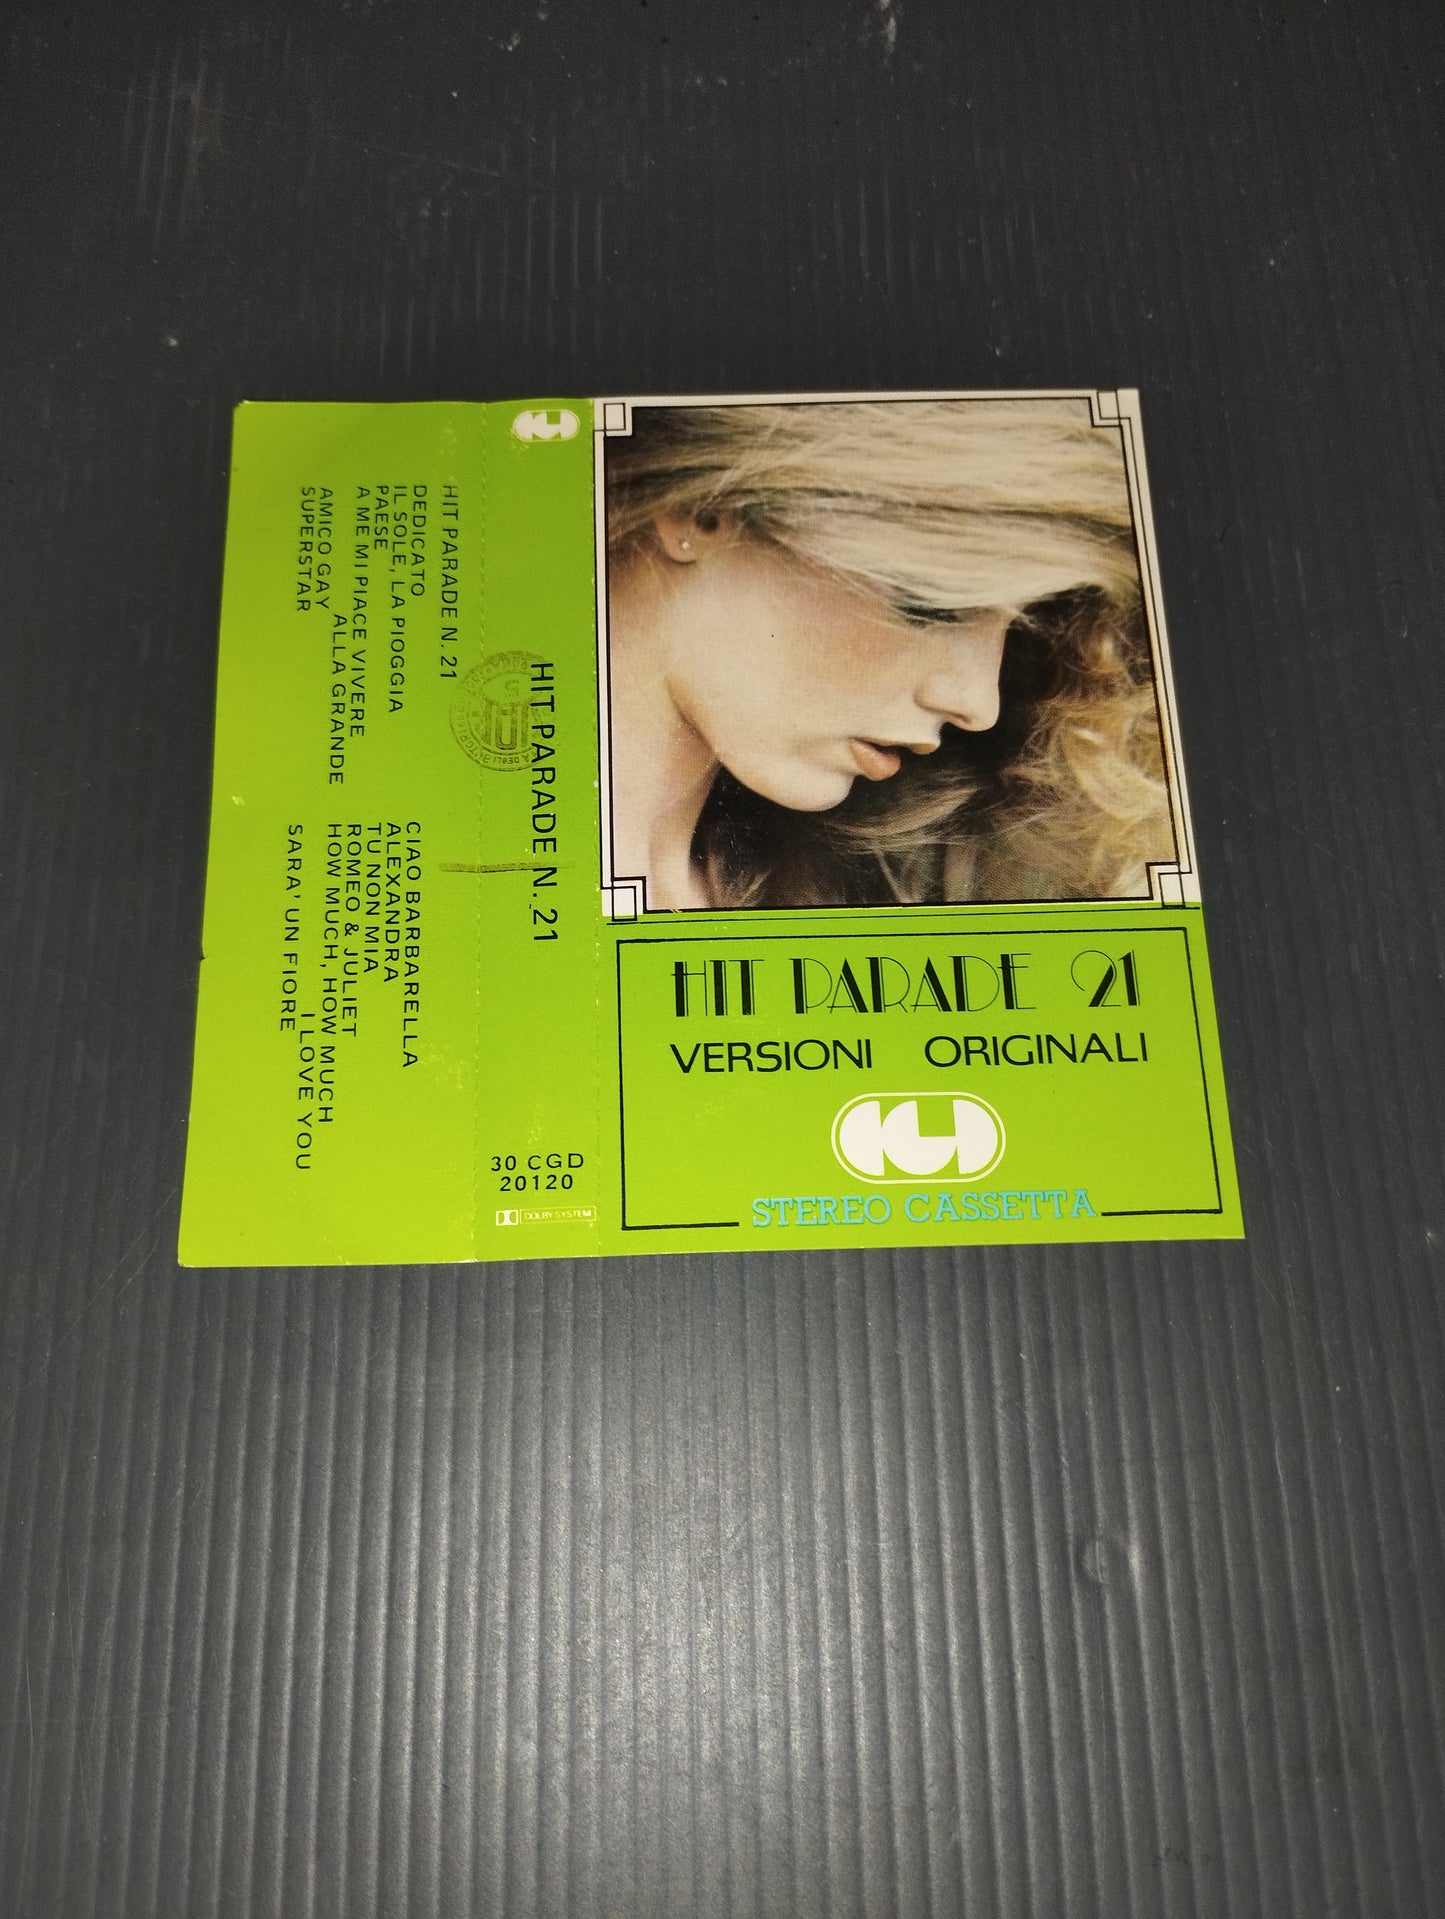 HIT PARADE 21
VERSIONI ORIGINALI
STEREO CASSETTA
HIT PARADE N. 21
30 CGD
20120
DOLBY SYSTEM
HIT PARADE N. 21
DEDICATO
IL SOLE, LA PIOGGIA
PAESE
A ME MI PIACE VIVERE
ALLA GRANDE
AMICO GAY
SUPERSTAR
CIAO BARBARELLA
ALEXANDRA
TU NON MIA
ROMEO & JULIET
HOW MUCH, HOW MUCH
I LOVE YOU
SARA' UN FIORE